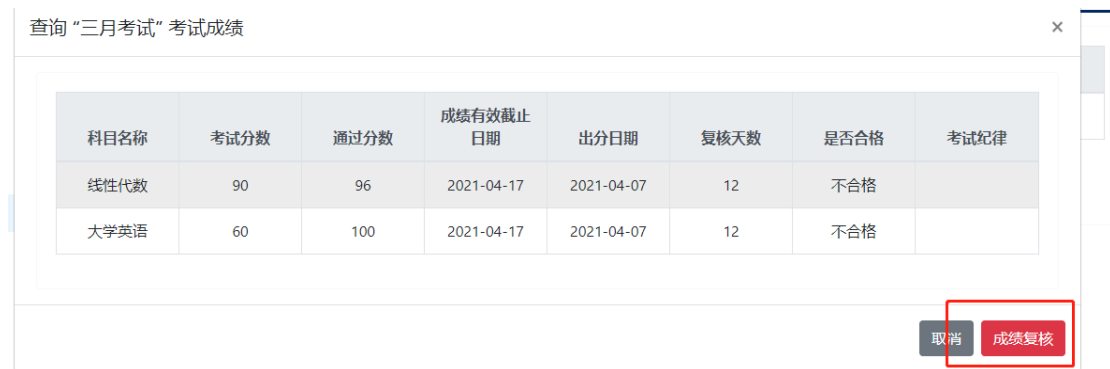 查询 “三月考试” 考试成绩 ×
科目名称 考试分数 通过分数 成绩有效截止日期 出分日期 复核天数 是否合格 考试纪律
线性代数 90 96 2021-04-17 2021-04-07 12 不合格
大学英语 60 100 2021-04-17 2021-04-07 12 不合格
取消 成绩复核